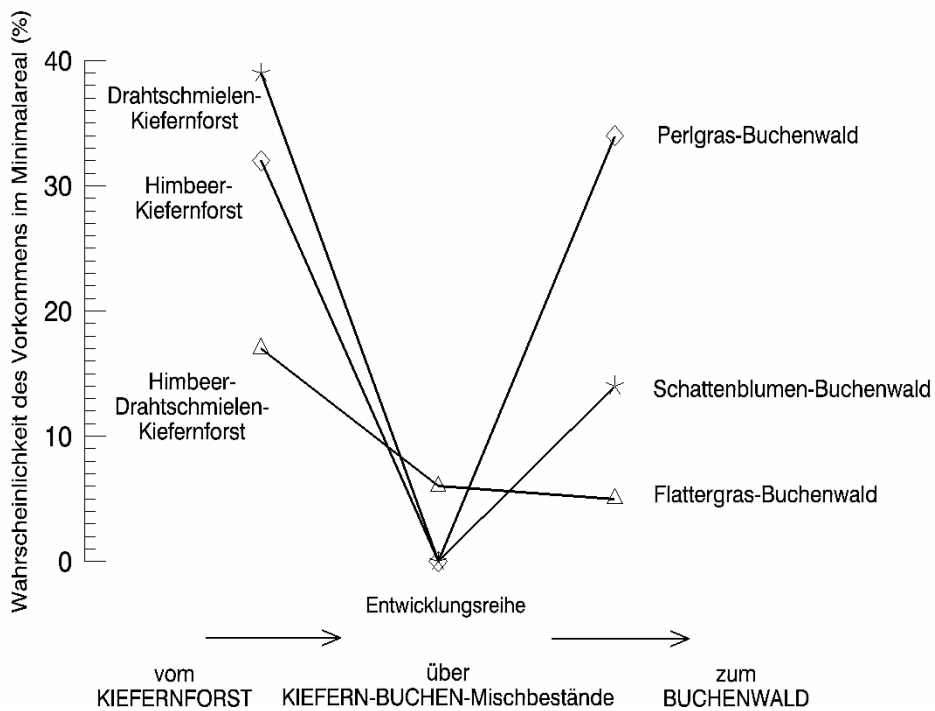 Wahrscheinlichkeit des Vorkommens im Minimalareal (%)
40
30
20
10
0
Drahtschmielen-
Kiefernforst
Himbeer-
Kiefernforst
Himbeer-
Drahtschmielen-
Kiefernforst
Perlgras-Buchenwald
Schattenblumen-Buchenwald
Flattergras-Buchenwald
Entwicklungsreihe
vom
KIEFERNFORST
über
KIEFERN-BUCHEN-Mischbestände
zum
BUCHENWALD